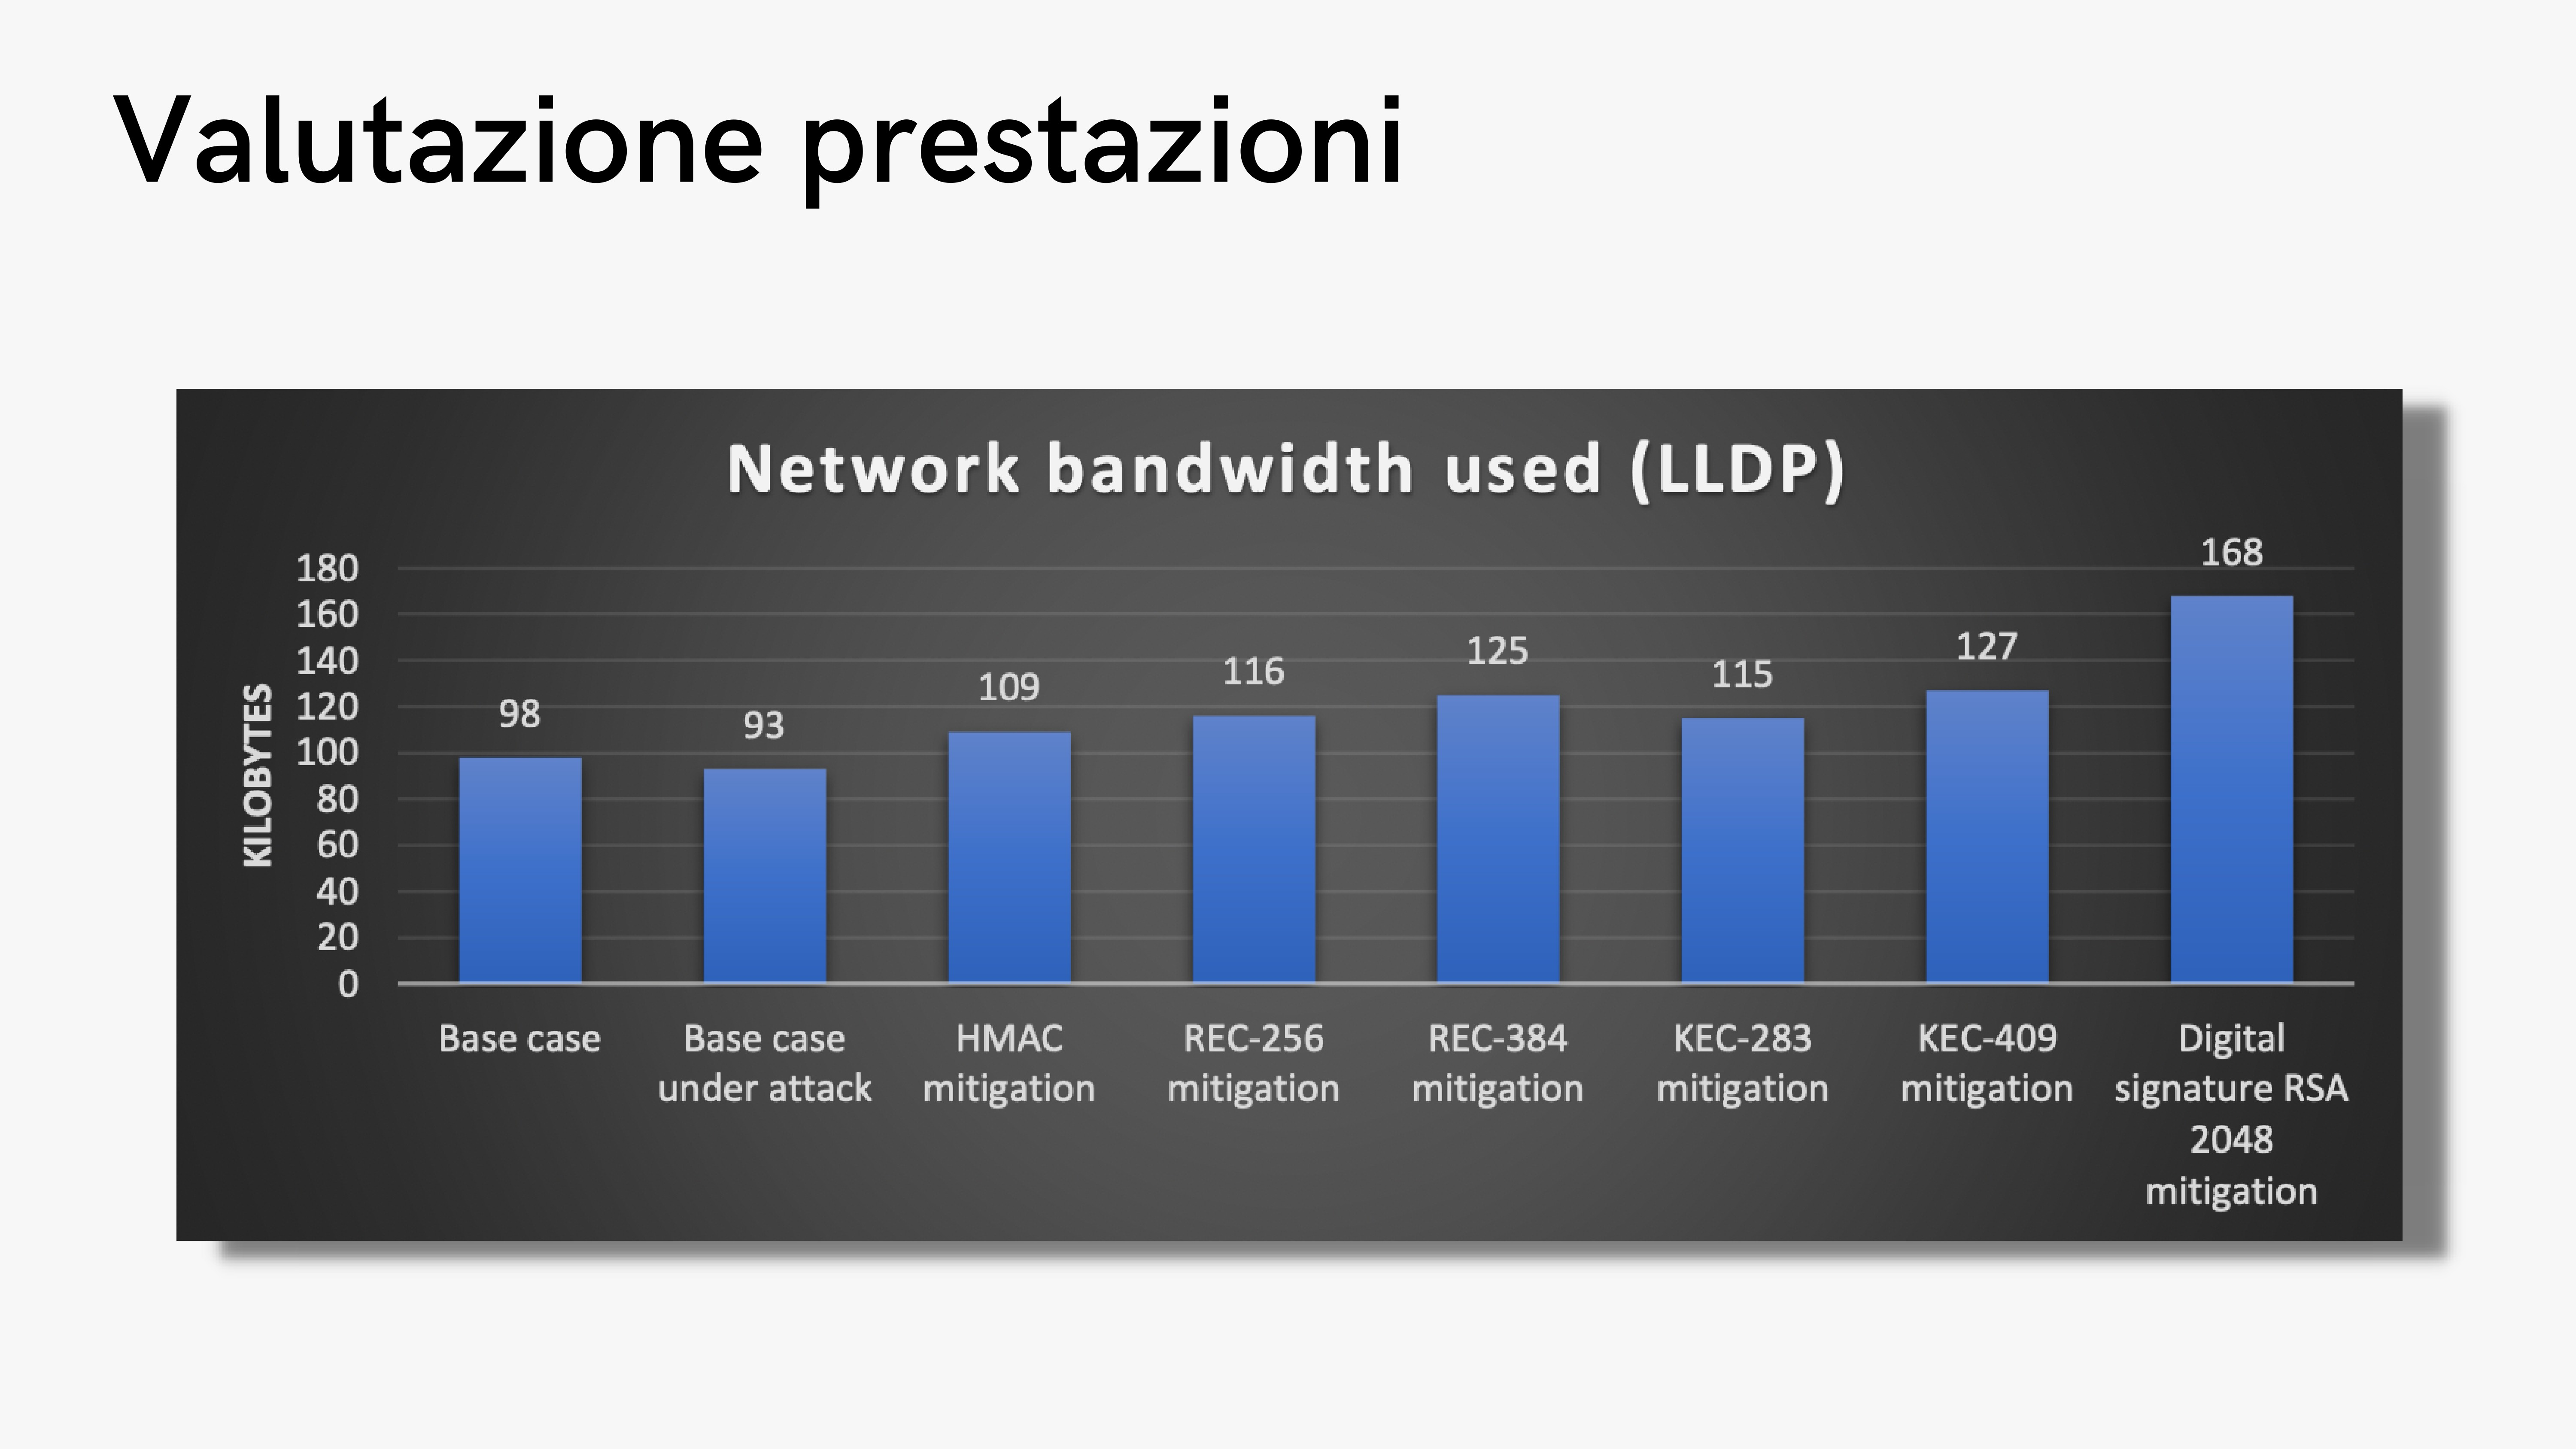 Valutazione prestazioni
Network bandwidth used (LLDP)
KILOBYTES
180
160
140
120
100
80
60
40
20
0
98
93
109
116
125
115
127
168
Base case
Base case
under attack
HMAC
mitigation
REC-256
mitigation
REC-384
mitigation
KEC-283
mitigation
KEC-409
mitigation
Digital
signature RSA
2048
mitigation